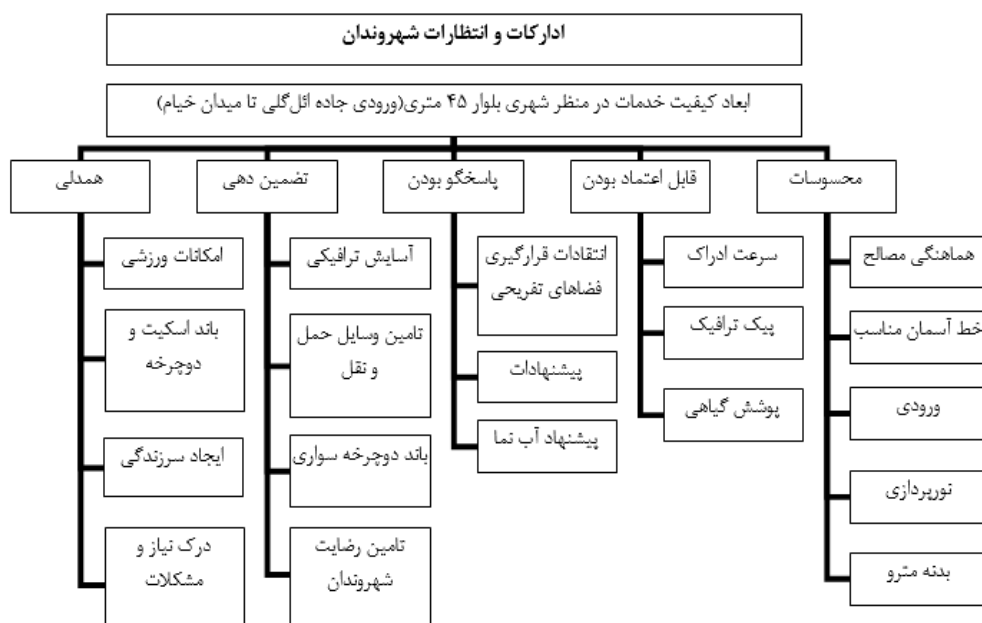 ادارکات و انتظارات شهروندان
ابعاد کیفیت خدمات در منظر شهری بلوار ۴۵ متری(ورودی جاده ائل‌گلی تا میدان خیام)
محسوسات
هماهنگی مصالح
خط آسمان مناسب
ورودی
نورپردازی
بدنه مترو
قابل اعتماد بودن
سرعت ادراک
پیک ترافیک
پوشش گیاهی
پاسخگو بودن
انتقادات قرارگیری
فضاهای تفریحی
پیشنهادات
پیشنهاد آب نما
تضمین دهی
آسایش ترافیکی
تامین وسایل حمل
و نقل
باند دوچرخه سواری
تامین رضایت
شهروندان
همدلی
امکانات ورزشی
باند اسکیت و
دوچرخه
ایجاد سرزندگی
درک نیاز و
مشکلات